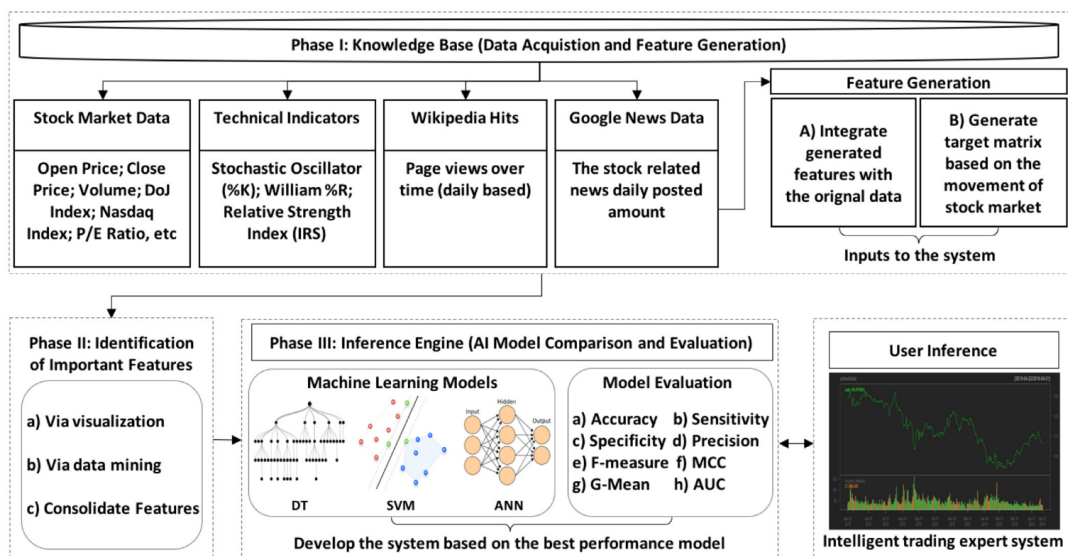 Phase I: Knowledge Base (Data Acquistion and Feature Generation)
Stock Market Data
Open Price; Close
Price; Volume; DoJ
Index; Nasdaq
Index; P/E Ratio, etc
Technical Indicators
Stochastic Oscillator
(%K); William %R;
Relative Strength
Index (IRS)
Wikipedia Hits
Page views over
time (daily based)
Google News Data
The stock related
news daily posted
amount
Feature Generation
A) Integrate
generated
features with
the orignal data
B) Generate
target matrix
based on the
movement of
stock market
Inputs to the system
Phase II: Identification
of Important Features
a) Via visualization
b) Via data mining
c) Consolidate Features
Phase III: Inference Engine (AI Model Comparison and Evaluation)
Machine Learning Models
Input
Hidden
Output
DT
SVM
ANN
Model Evaluation
a) Accuracy b) Sensitivity
c) Specificity d) Precision
e) F-measure f) MCC
g) G-Mean h) AUC
Develop the system based on the best performance model
User Inference
Intelligent trading expert system